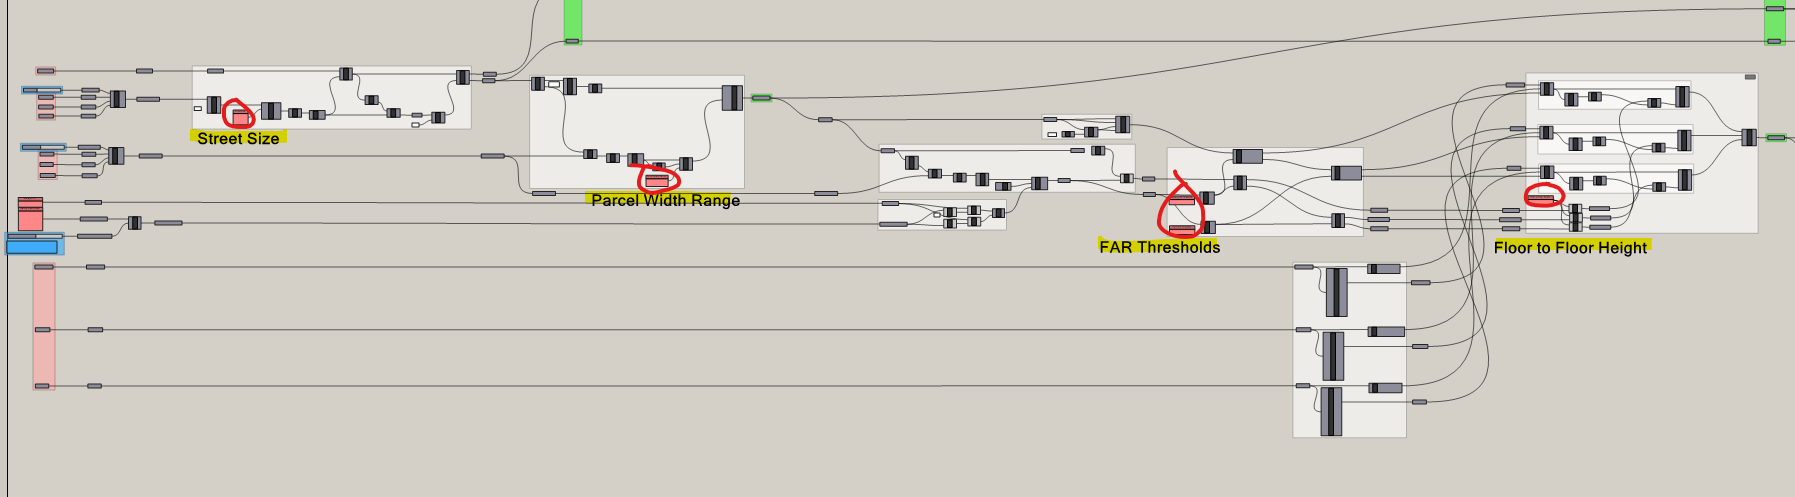 Street Size
Parcel Width Range
FAR Thresholds
Floor to Floor Height